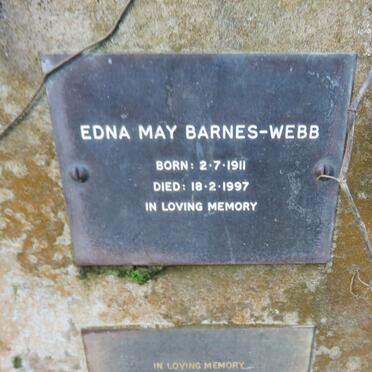 EDNA MAY BARNES-WEBB
BORN: 2·7·1911
DIED: 18·2·1997
IN LOVING MEMORY
IN LOVING MEMORY